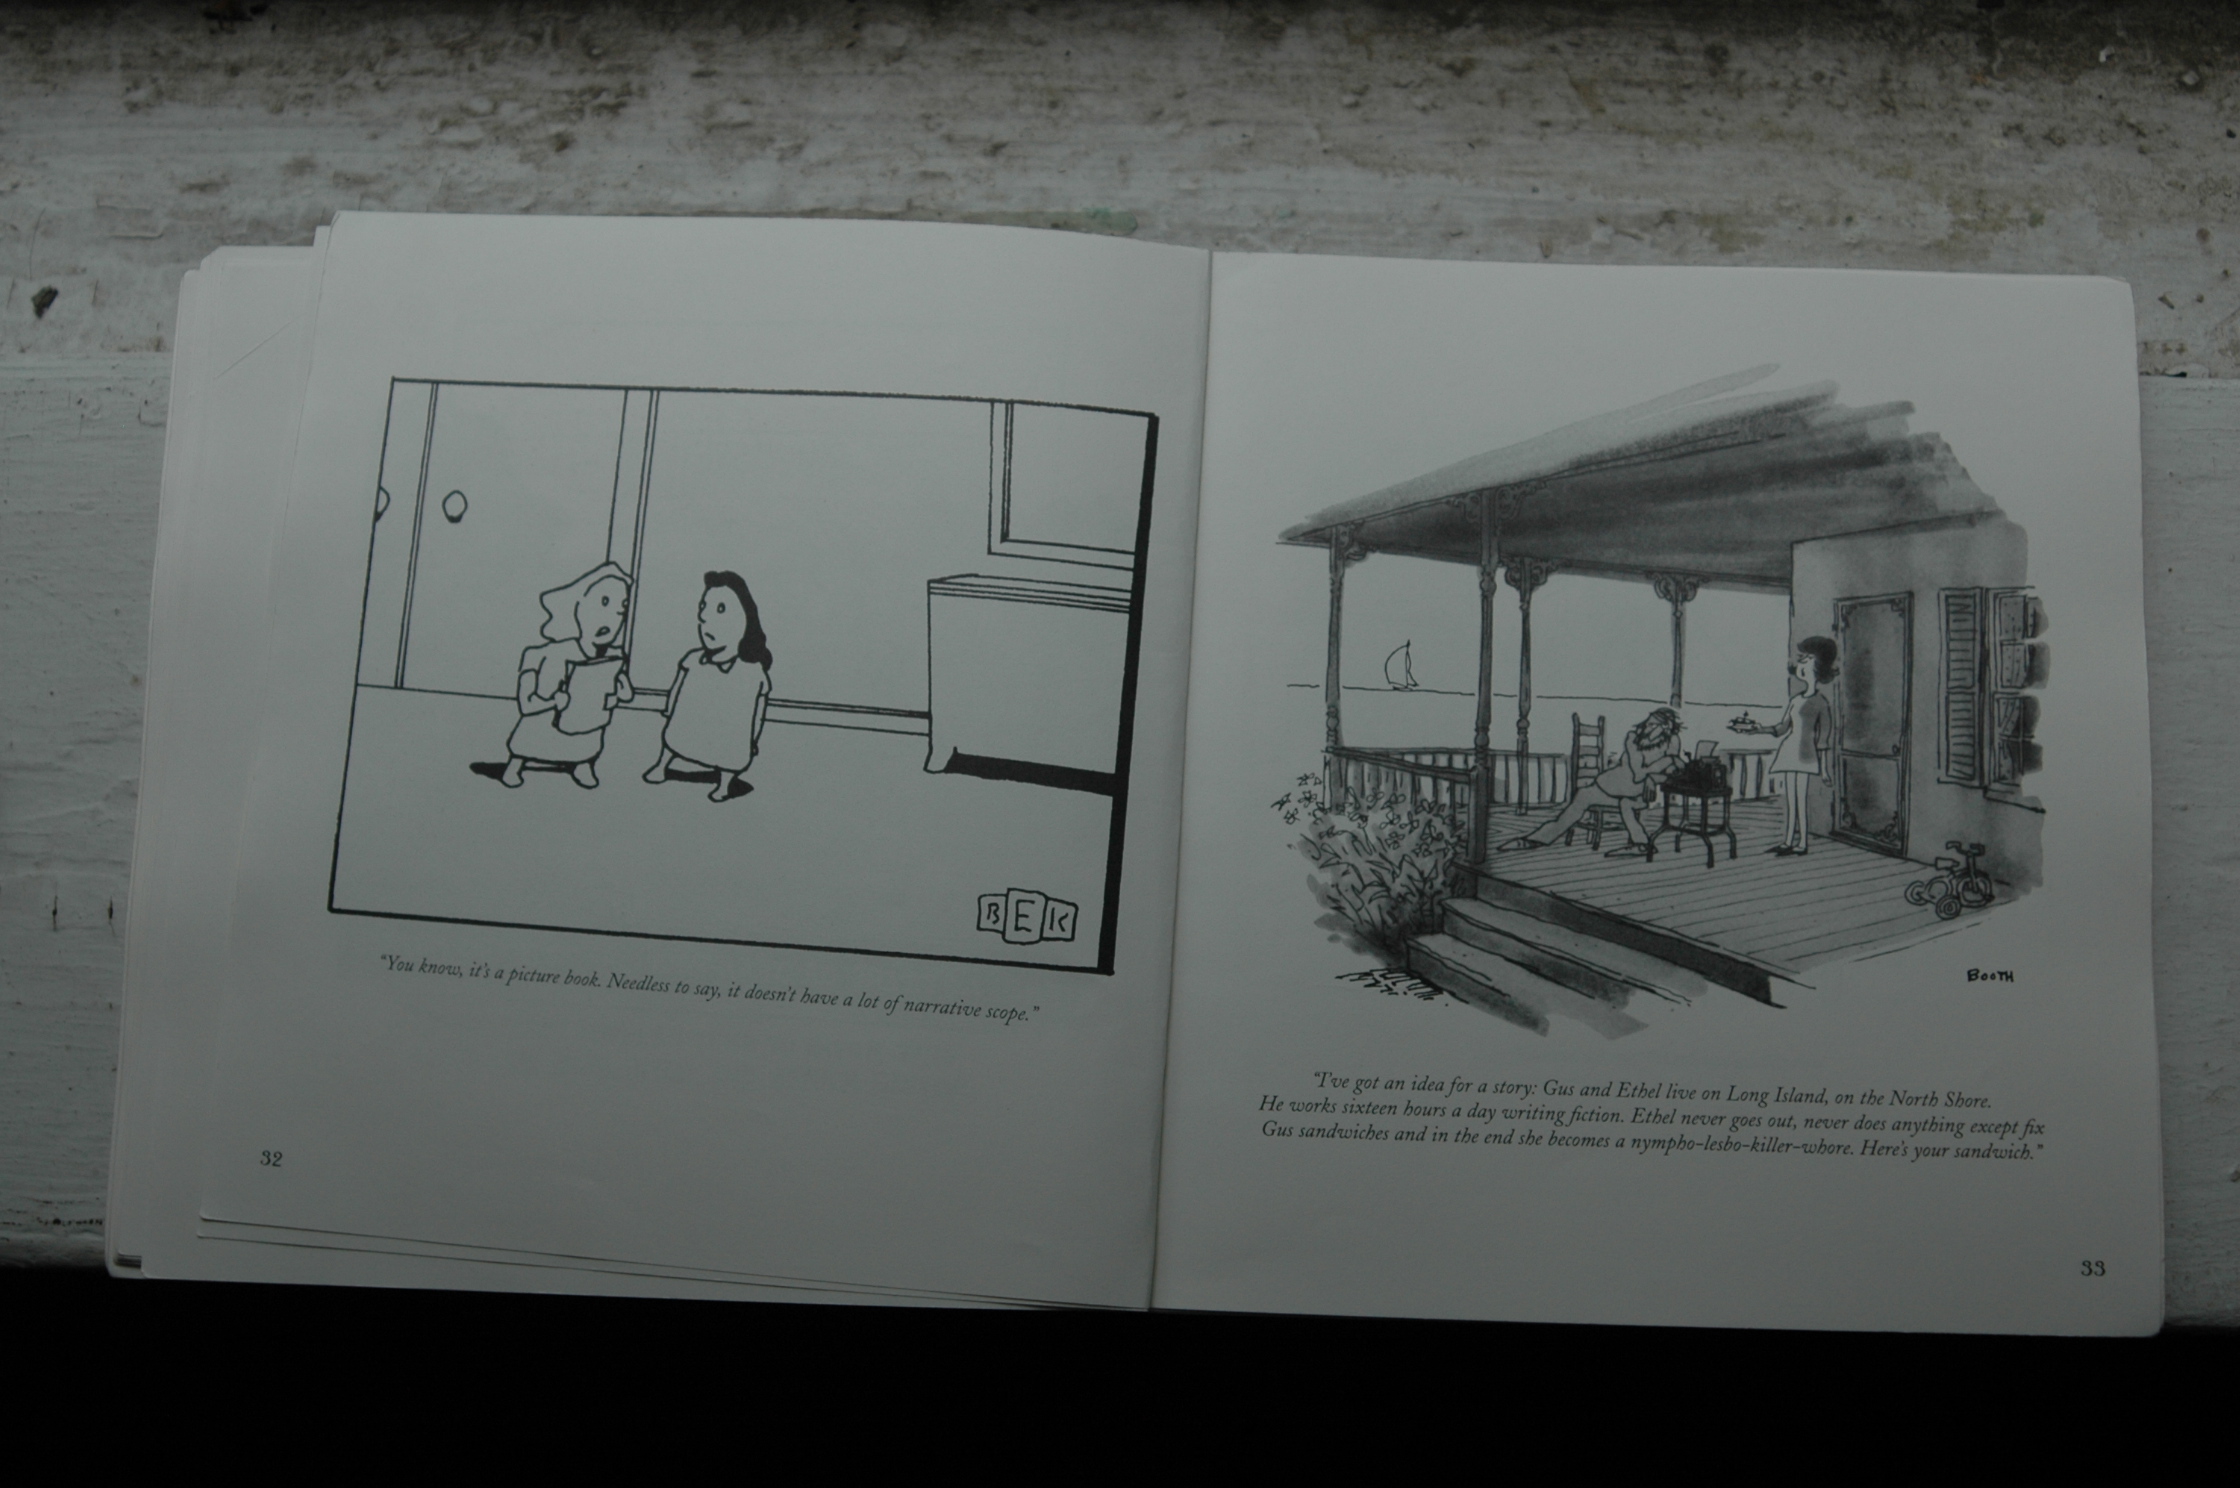 BEK
"You know, it's a picture book. Needless to say, it doesn't have a lot of narrative scope."
32
BOOTH
"I've got an idea for a story: Gus and Ethel live on Long Island, on the North Shore.
He works sixteen hours a day writing fiction. Ethel never goes out, never does anything except fix
Gus sandwiches and in the end she becomes a nympho-lesbo-killer-whore. Here's your sandwich."
33